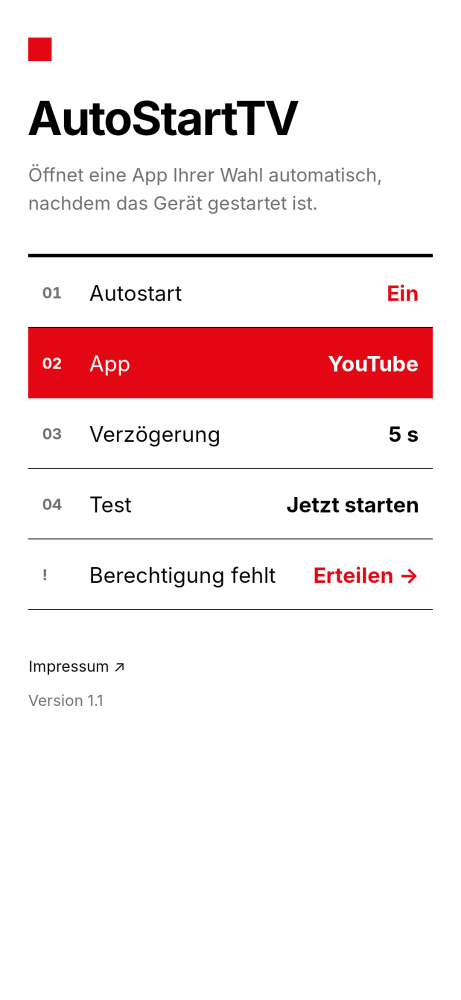 AutoStartTV
Öffnet eine App Ihrer Wahl automatisch,
nachdem das Gerät gestartet ist.
01 Autostart Ein
02 App YouTube
03 Verzögerung 5 s
04 Test Jetzt starten
! Berechtigung fehlt Erteilen →
Impressum ↗
Version 1.1